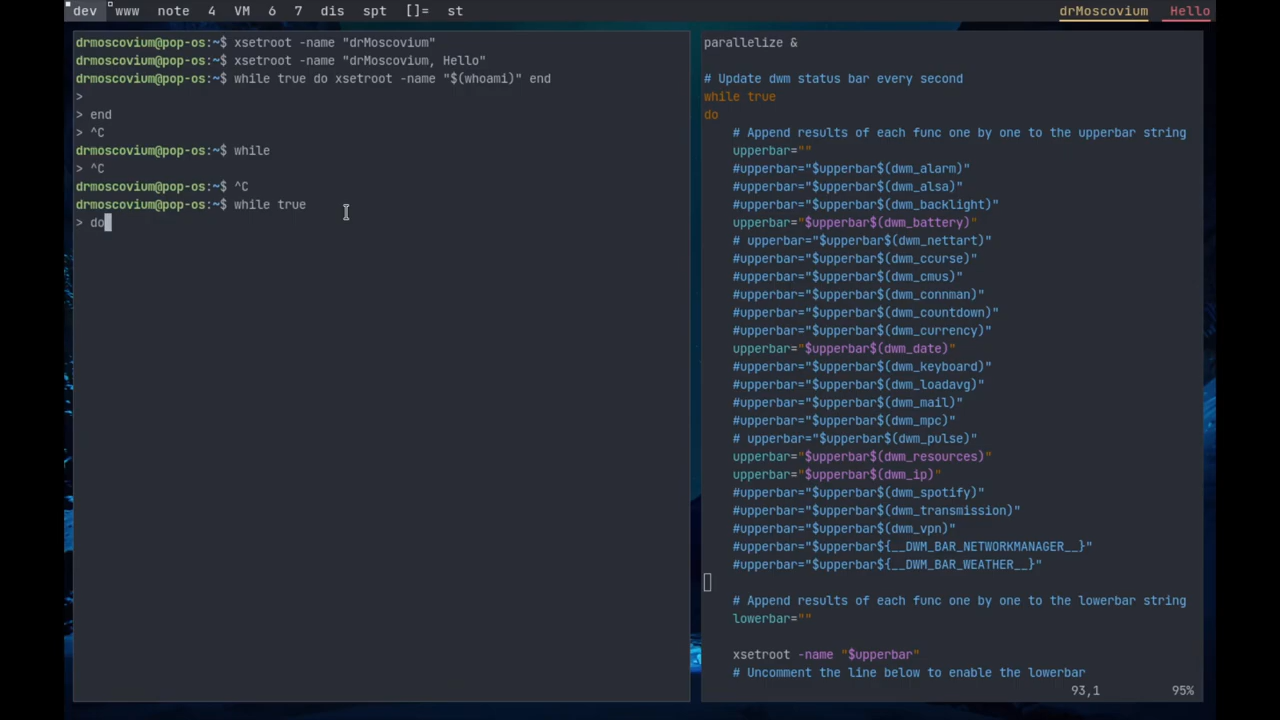 dev www note 4 VM 6 7 dis spt []= st drMoscovium Hello
drmoscovium@pop-os:~$ xsetroot -name "drMoscovium"
drmoscovium@pop-os:~$ xsetroot -name "drMoscovium, Hello"
drmoscovium@pop-os:~$ while true do xsetroot -name "$(whoami)" end
>
> end
> ^C
drmoscovium@pop-os:~$ while
> ^C
drmoscovium@pop-os:~$ ^C
drmoscovium@pop-os:~$ while true
> do
parallelize &
# Update dwm status bar every second
while true
do
# Append results of each func one by one to the upperbar string
upperbar=""
#upperbar="$upperbar$(dwm_alarm)"
#upperbar="$upperbar$(dwm_alsa)"
#upperbar="$upperbar$(dwm_backlight)"
upperbar="$upperbar$(dwm_battery)"
# upperbar="$upperbar$(dwm_nettart)"
#upperbar="$upperbar$(dwm_ccurse)"
#upperbar="$upperbar$(dwm_cmus)"
#upperbar="$upperbar$(dwm_connman)"
#upperbar="$upperbar$(dwm_countdown)"
#upperbar="$upperbar$(dwm_currency)"
upperbar="$upperbar$(dwm_date)"
#upperbar="$upperbar$(dwm_keyboard)"
#upperbar="$upperbar$(dwm_loadavg)"
#upperbar="$upperbar$(dwm_mail)"
#upperbar="$upperbar$(dwm_mpc)"
# upperbar="$upperbar$(dwm_pulse)"
upperbar="$upperbar$(dwm_resources)"
upperbar="$upperbar$(dwm_ip)"
#upperbar="$upperbar$(dwm_spotify)"
#upperbar="$upperbar$(dwm_transmission)"
#upperbar="$upperbar$(dwm_vpn)"
#upperbar="$upperbar${__DWM_BAR_NETWORKMANAGER__}"
#upperbar="$upperbar${__DWM_BAR_WEATHER__}"
# Append results of each func one by one to the lowerbar string
lowerbar=""
xsetroot -name "$upperbar"
# Uncomment the line below to enable the lowerbar
93,1 95%